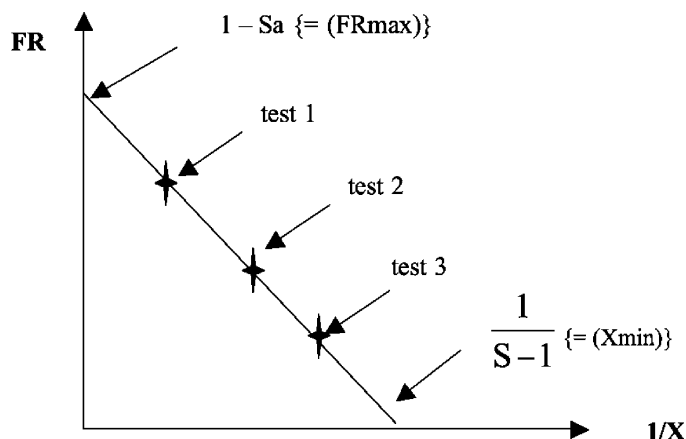 1 – Sa {= (FRmax)}
FR
test 1
test 2
test 3
1
S – 1 {= (Xmin)}
1/X